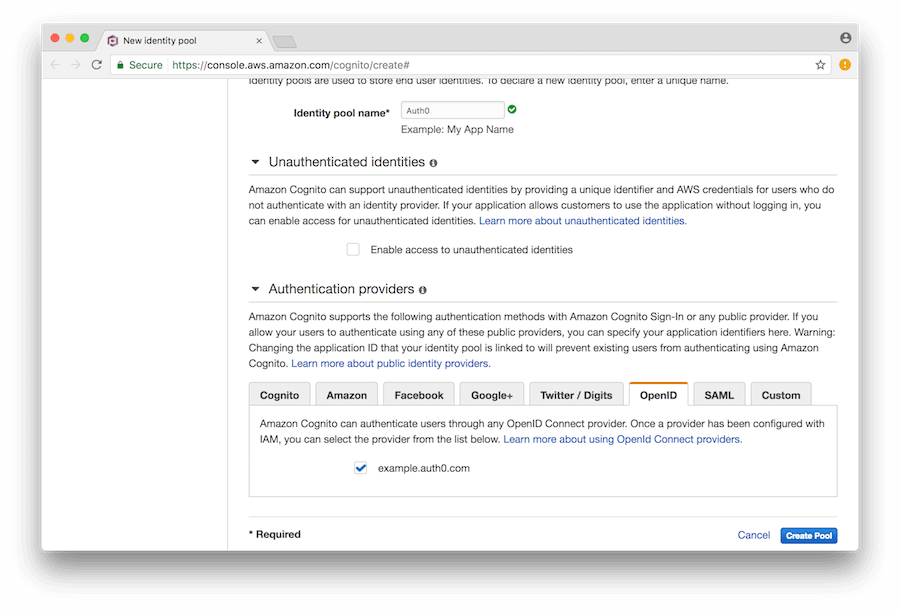 New identity pool
Secure https://console.aws.amazon.com/cognito/create#
Identity pools are used to store end user identities. To declare a new identity pool, enter a unique name.
Identity pool name* Auth0
Example: My App Name
Unauthenticated identities
Amazon Cognito can support unauthenticated identities by providing a unique identifier and AWS credentials for users who do
not authenticate with an identity provider. If your application allows customers to use the application without logging in, you
can enable access for unauthenticated identities. Learn more about unauthenticated identities.
Enable access to unauthenticated identities
Authentication providers
Amazon Cognito supports the following authentication methods with Amazon Cognito Sign-In or any public provider. If you
allow your users to authenticate using any of these public providers, you can specify your application identifiers here. Warning:
Changing the application ID that your identity pool is linked to will prevent existing users from authenticating using Amazon
Cognito. Learn more about public identity providers.
Cognito Amazon Facebook Google+ Twitter / Digits OpenID SAML Custom
Amazon Cognito can authenticate users through any OpenID Connect provider. Once a provider has been configured with
IAM, you can select the provider from the list below. Learn more about using OpenId Connect providers.
example.auth0.com
* Required Cancel Create Pool